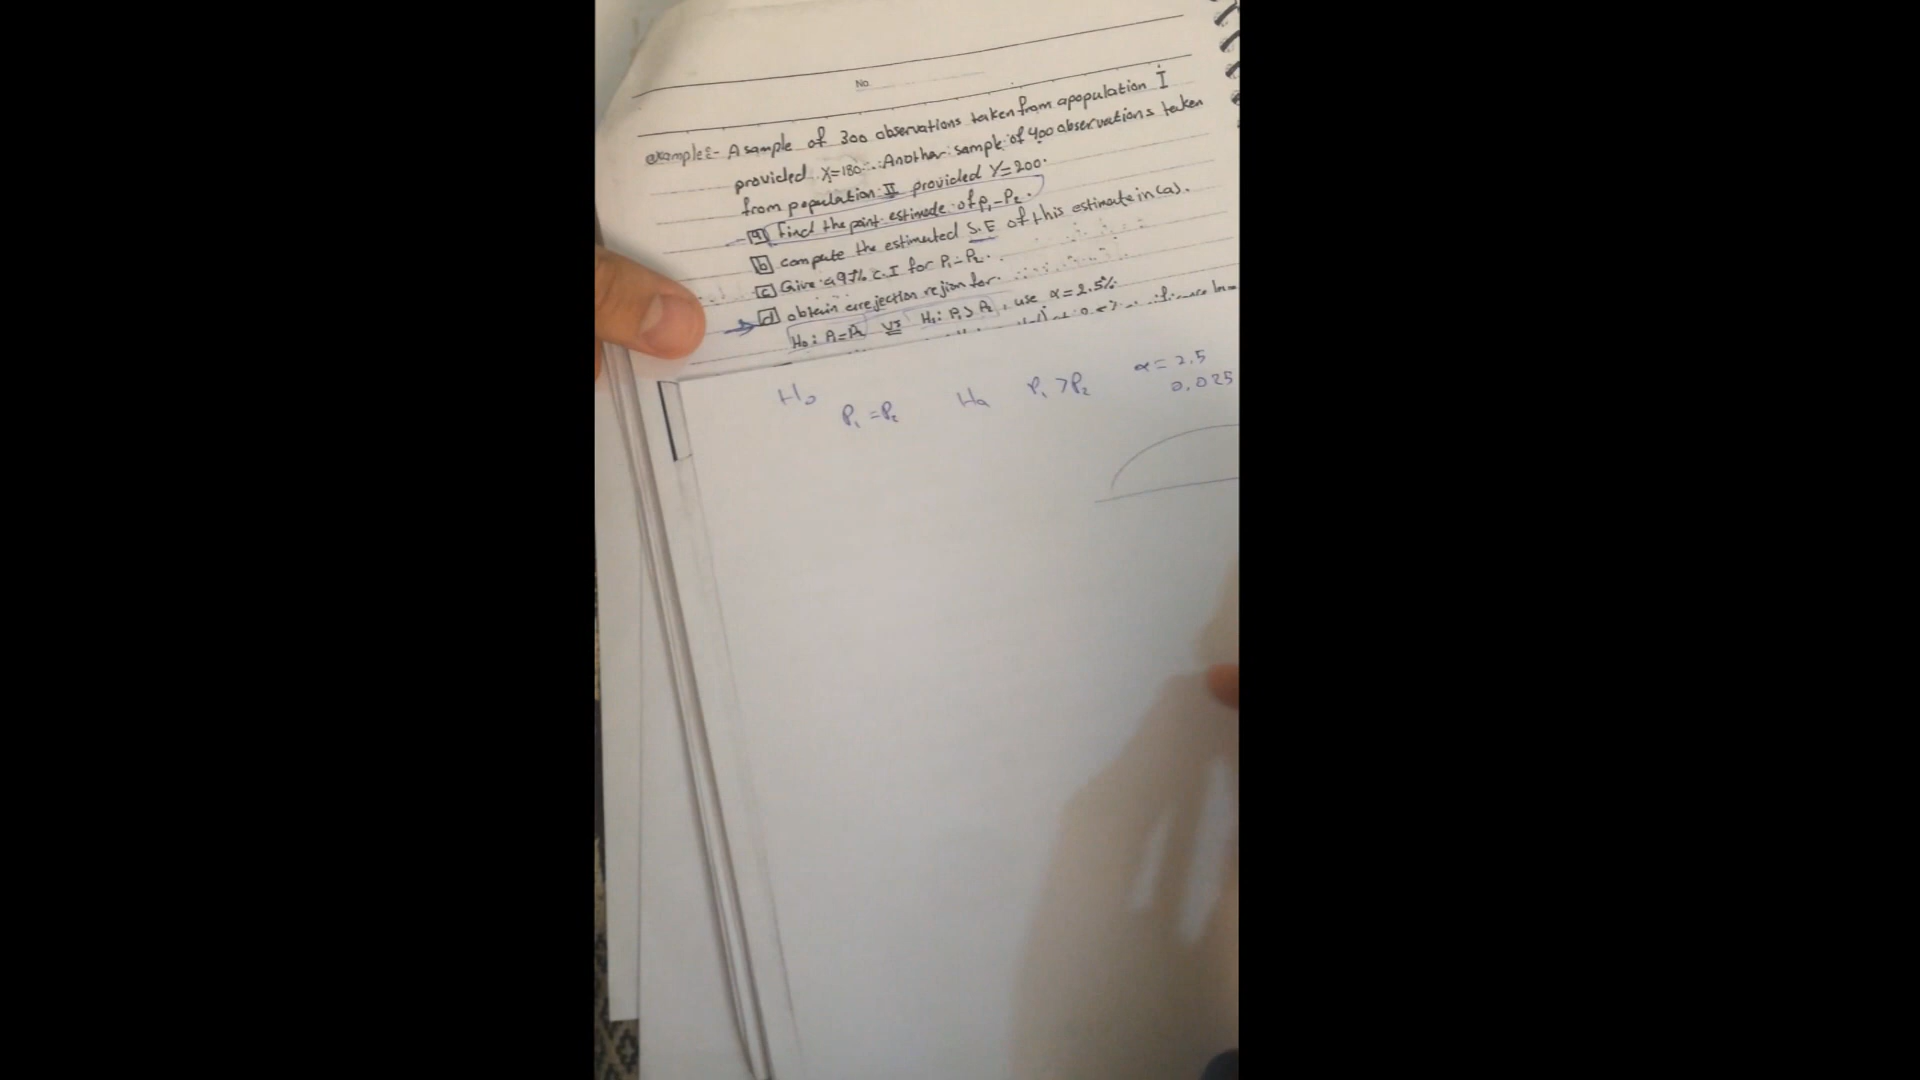 No.
example:- A sample of 300 observations taken from apopulation I
provided X=180. Another sample of 400 observations taken
from population II provided Y=200.
a Find the point estimate of p₁-P₂.
b compute the estimated S.E of this estimate in (a).
c Give a 97% C.I for P₁-P₂.
d obtain a rejection rejion for
H₀: P₁=P₂ VS H₁: P₁>P₂, use α=2.5%
H₀ P₁=P₂ Ha P₁>P₂ α=2.5
0.025